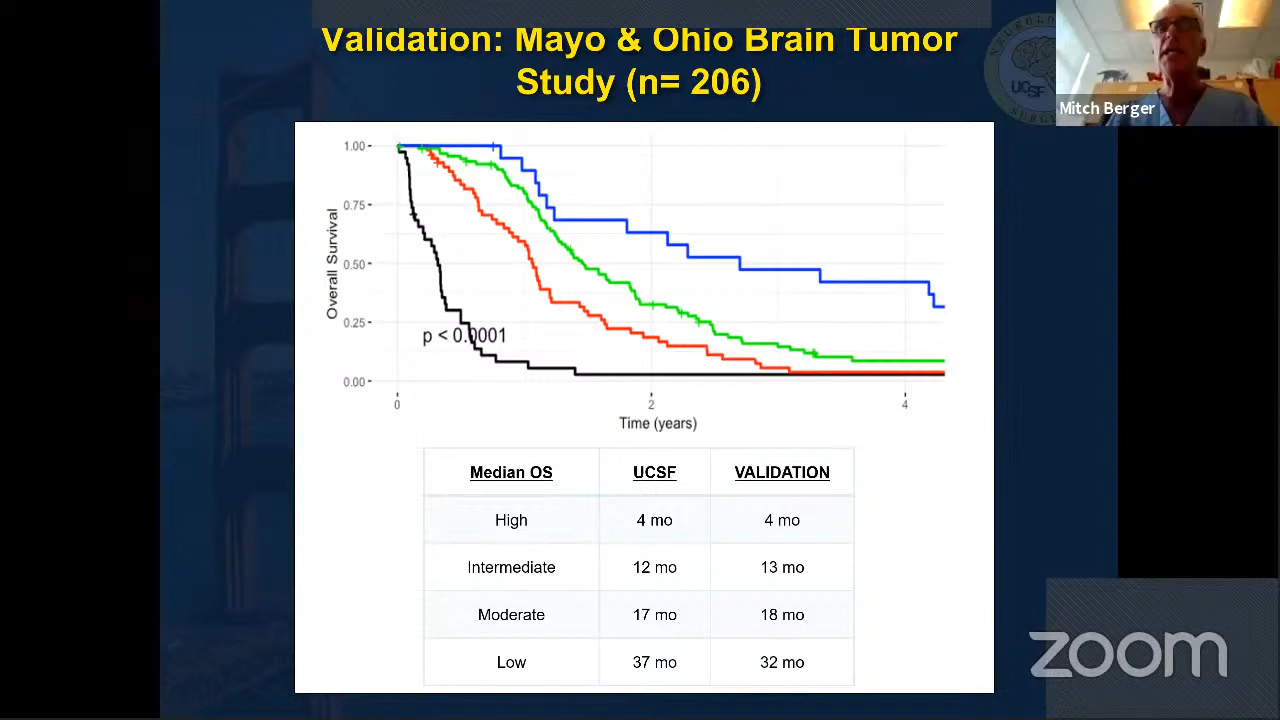 Validation: Mayo & Ohio Brain Tumor
Study (n= 206)
UCSF
Mitch Berger
1.00
0.75
0.50
0.25
0.00
Overall Survival
p < 0.0001
0
2
4
Time (years)
Median OS UCSF VALIDATION
High 4 mo 4 mo
Intermediate 12 mo 13 mo
Moderate 17 mo 18 mo
Low 37 mo 32 mo
zoom